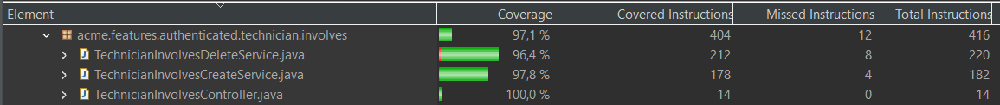 Element Coverage Covered Instructions Missed Instructions Total Instructions
acme.features.authenticated.technician.involves 97,1 % 404 12 416
TechnicianInvolvesDeleteService.java 96,4 % 212 8 220
TechnicianInvolvesCreateService.java 97,8 % 178 4 182
TechnicianInvolvesController.java 100,0 % 14 0 14